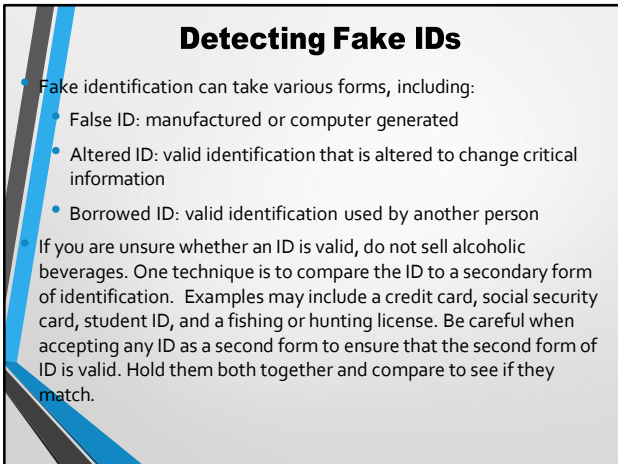 Detecting Fake IDs
• Fake identification can take various forms, including:
• False ID: manufactured or computer generated
• Altered ID: valid identification that is altered to change critical
information
• Borrowed ID: valid identification used by another person
• If you are unsure whether an ID is valid, do not sell alcoholic
beverages. One technique is to compare the ID to a secondary form
of identification.  Examples may include a credit card, social security
card, student ID, and a fishing or hunting license. Be careful when
accepting any ID as a second form to ensure that the second form of
ID is valid. Hold them both together and compare to see if they
match.